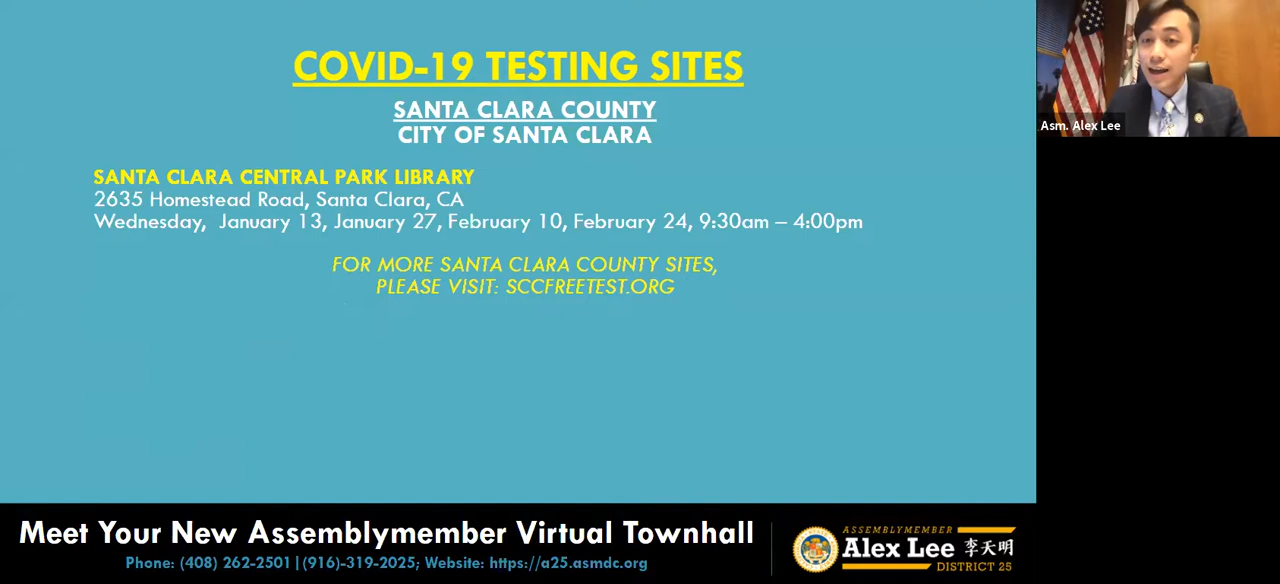 COVID-19 TESTING SITES
SANTA CLARA COUNTY
CITY OF SANTA CLARA
SANTA CLARA CENTRAL PARK LIBRARY
2635 Homestead Road, Santa Clara, CA
Wednesday,  January 13, January 27, February 10, February 24, 9:30am – 4:00pm
FOR MORE SANTA CLARA COUNTY SITES,
PLEASE VISIT: SCCFREETEST.ORG
Asm. Alex Lee
Meet Your New Assemblymember Virtual Townhall
Phone: (408) 262-2501|(916)-319-2025; Website: https://a25.asmdc.org
ASSEMBLYMEMBER
Alex Lee 李天明
DISTRICT 25